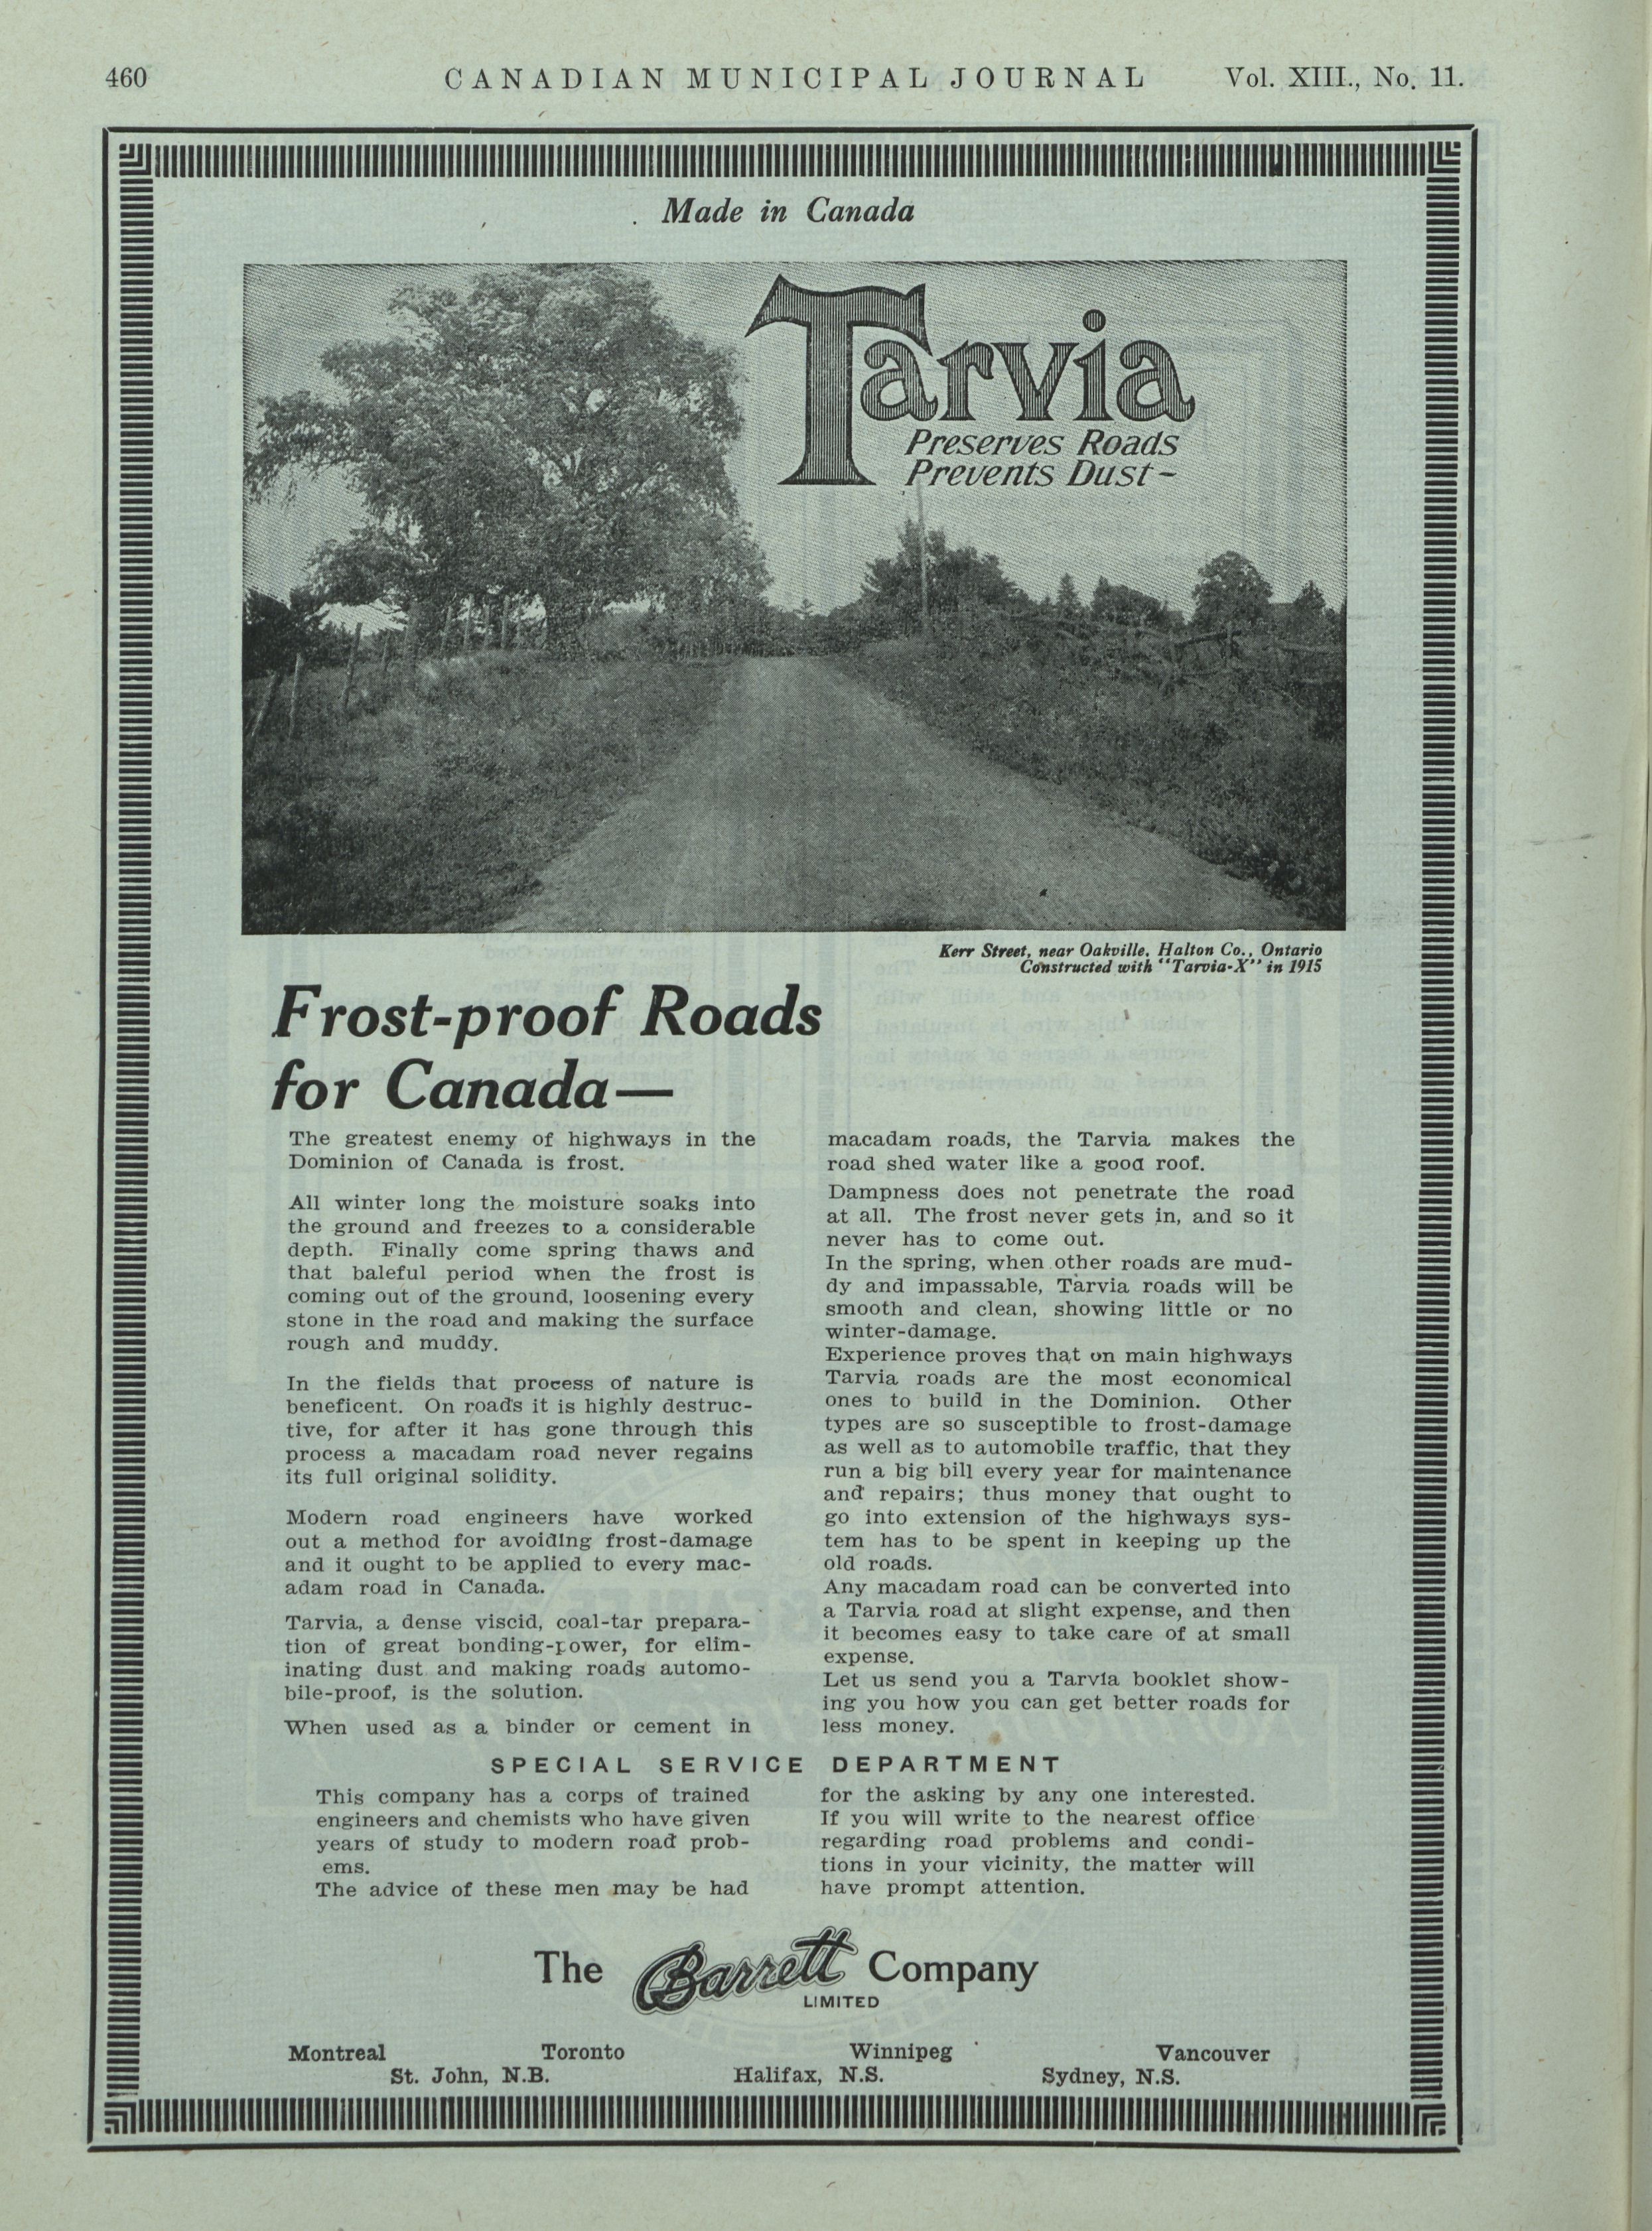 460
CANADIAN MUNICIPAL JOURNAL
Vol. XIII., No. 11.
Made in Canada
Tarvia
Preserves Roads
Prevents Dust-
Kerr Street, near Oakville, Halton Co., Ontario
Constructed with "Tarvia-X" in 1915
Frost-proof Roads
for Canada—
The greatest enemy of highways in the
Dominion of Canada is frost.
All winter long the moisture soaks into
the ground and freezes to a considerable
depth. Finally come spring thaws and
that baleful period when the frost is
coming out of the ground, loosening every
stone in the road and making the surface
rough and muddy.
In the fields that process of nature is
beneficent. On roads it is highly destruc-
tive, for after it has gone through this
process a macadam road never regains
its full original solidity.
Modern road engineers have worked
out a method for avoiding frost-damage
and it ought to be applied to every mac-
adam road in Canada.
Tarvia, a dense viscid, coal-tar prepara-
tion of great bonding-power, for elim-
inating dust and making roads automo-
bile-proof, is the solution.
When used as a binder or cement in
macadam roads, the Tarvia makes the
road shed water like a good roof.
Dampness does not penetrate the road
at all. The frost never gets in, and so it
never has to come out.
In the spring, when other roads are mud-
dy and impassable, Tarvia roads will be
smooth and clean, showing little or no
winter-damage.
Experience proves that on main highways
Tarvia roads are the most economical
ones to build in the Dominion. Other
types are so susceptible to frost-damage
as well as to automobile traffic, that they
run a big bill every year for maintenance
and repairs; thus money that ought to
go into extension of the highways sys-
tem has to be spent in keeping up the
old roads.
Any macadam road can be converted into
a Tarvia road at slight expense, and then
it becomes easy to take care of at small
expense.
Let us send you a Tarvia booklet show-
ing you how you can get better roads for
less money.
SPECIAL SERVICE DEPARTMENT
This company has a corps of trained
engineers and chemists who have given
years of study to modern road prob-
ems.
The advice of these men may be had
for the asking by any one interested.
If you will write to the nearest office
regarding road problems and condi-
tions in your vicinity, the matter will
have prompt attention.
The Barrett Company
LIMITED
Montreal Toronto Winnipeg Vancouver
St. John, N.B. Halifax, N.S. Sydney, N.S.